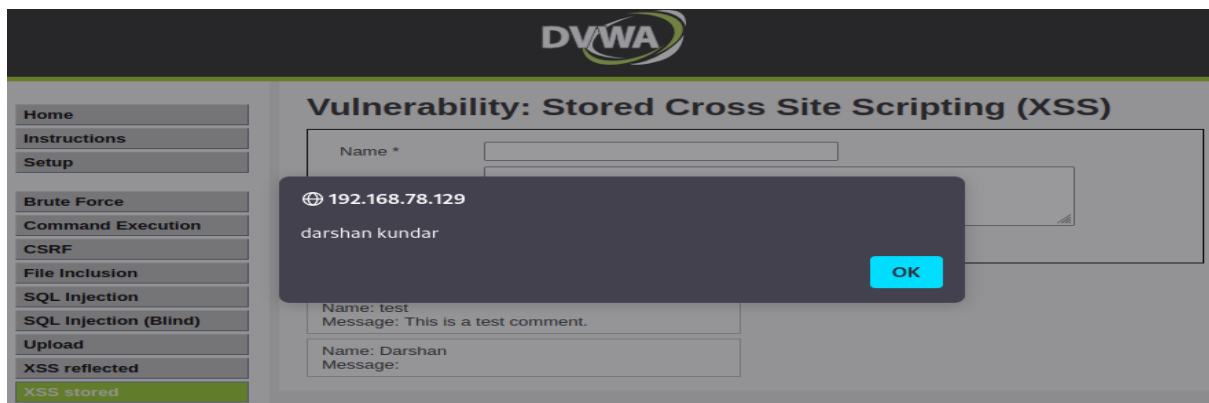 DVWA
Vulnerability: Stored Cross Site Scripting (XSS)
Home
Instructions
Setup
Brute Force
Command Execution
CSRF
File Inclusion
SQL Injection
SQL Injection (Blind)
Upload
XSS reflected
XSS stored
Name *
192.168.78.129
darshan kundar
OK
Name: test
Message: This is a test comment.
Name: Darshan
Message: